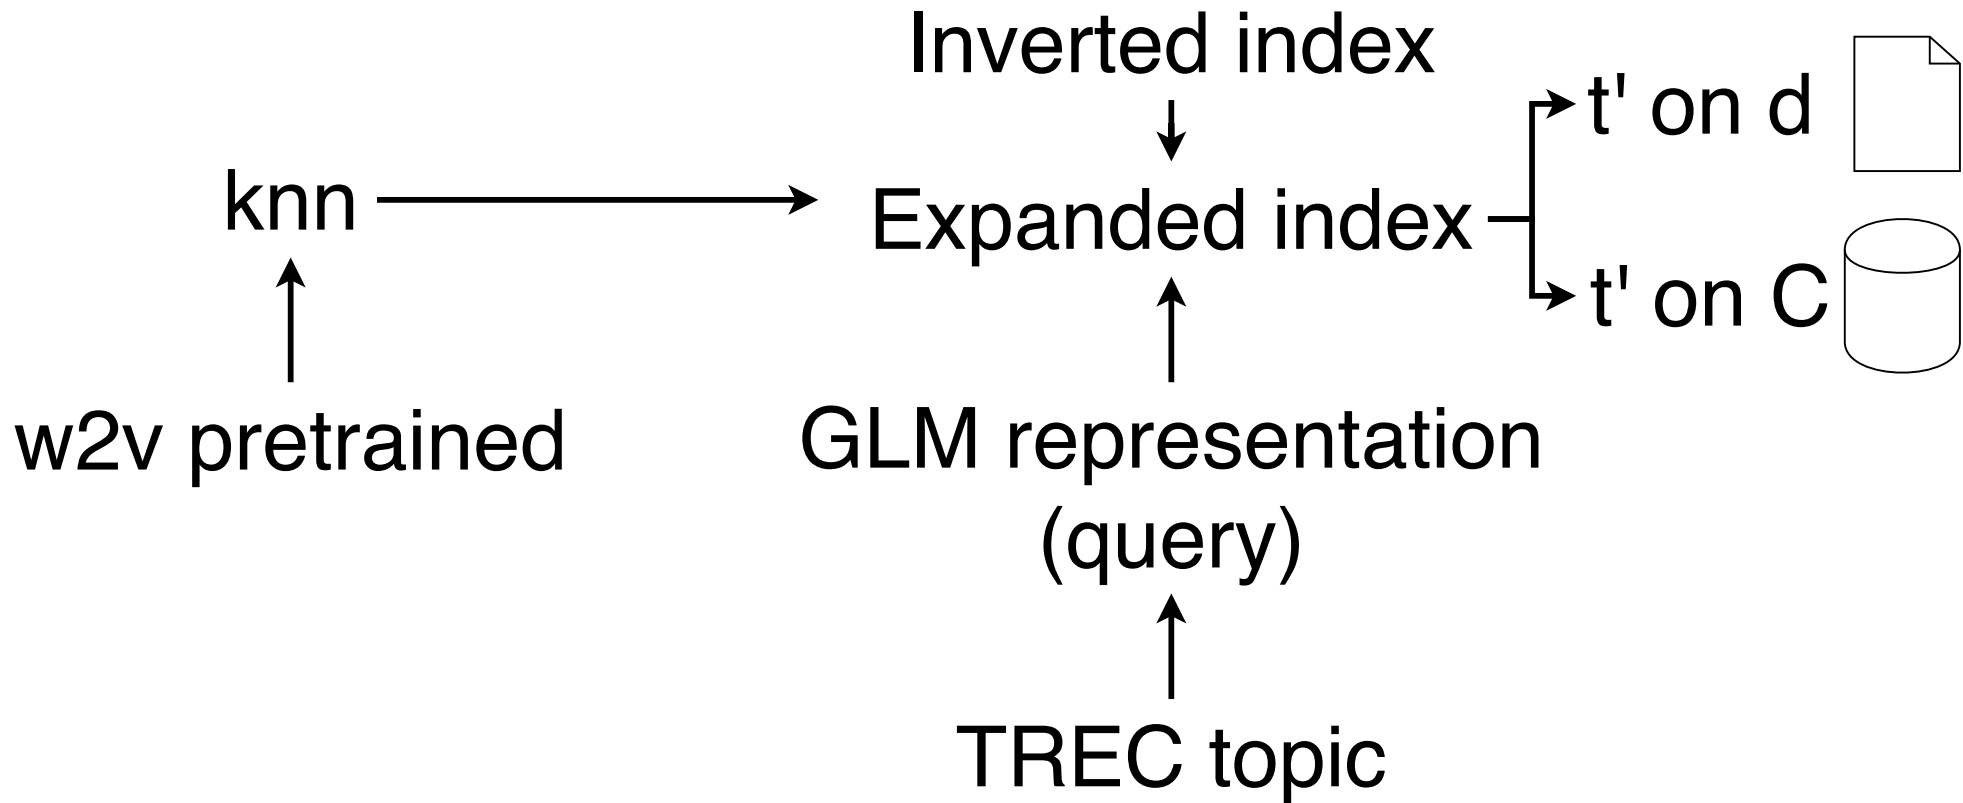 Inverted index
t' on d
knn
Expanded index
t' on C
w2v pretrained
GLM representation
(query)
TREC topic